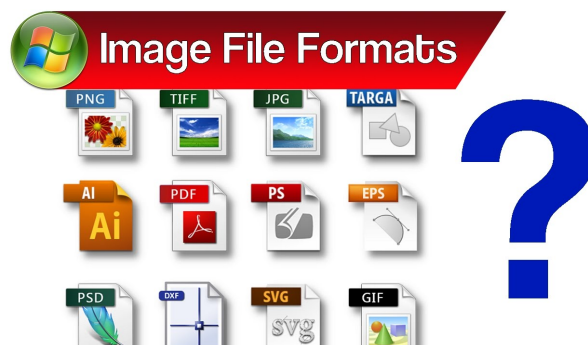 Image File Formats
PNG TIFF JPG TARGA
AI PDF PS EPS
Ai
PSD DXF SVG GIF
svg
?